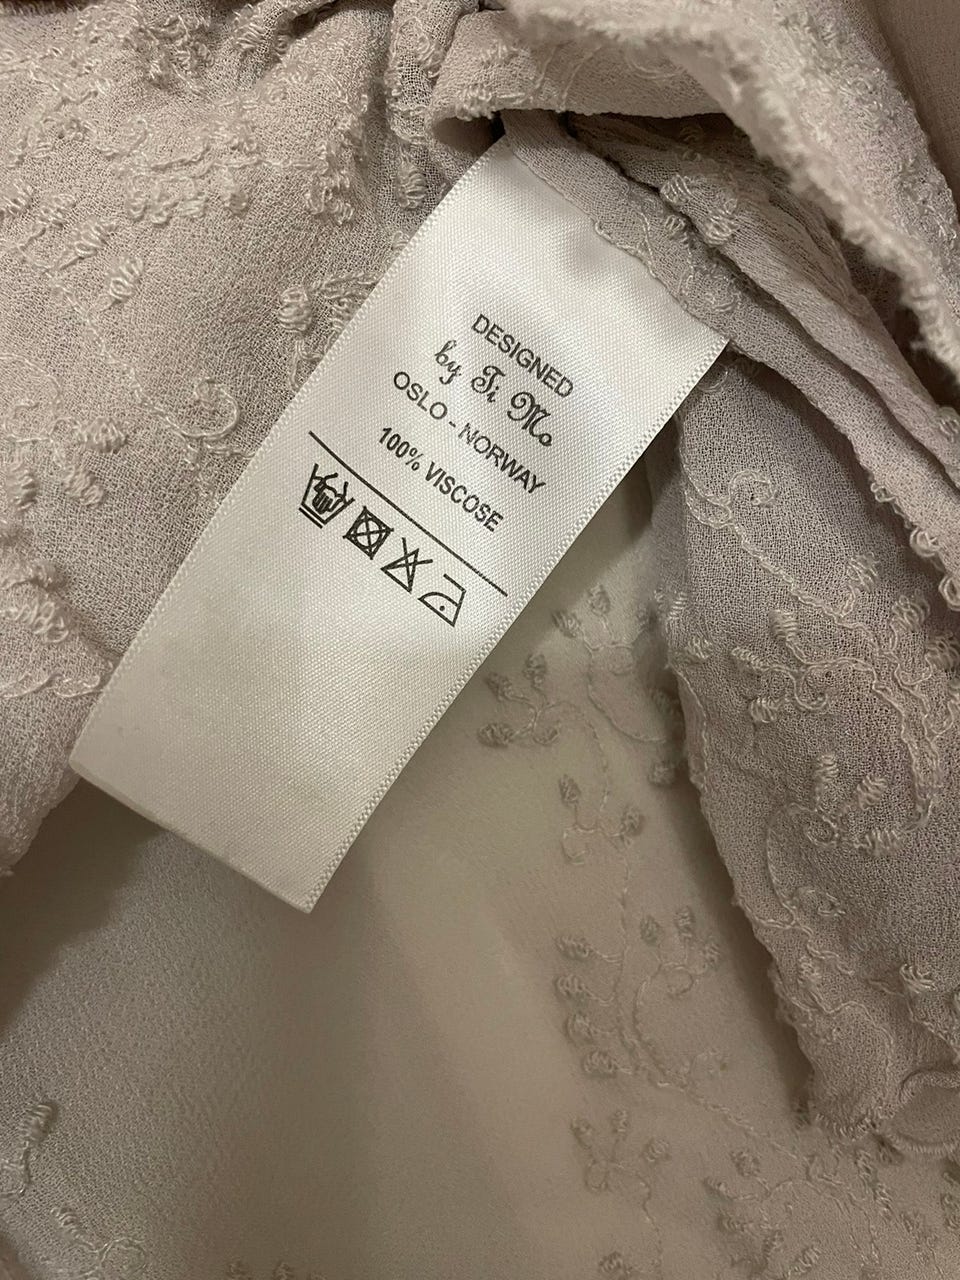 DESIGNED
by Ti Mo
OSLO - NORWAY
100% VISCOSE